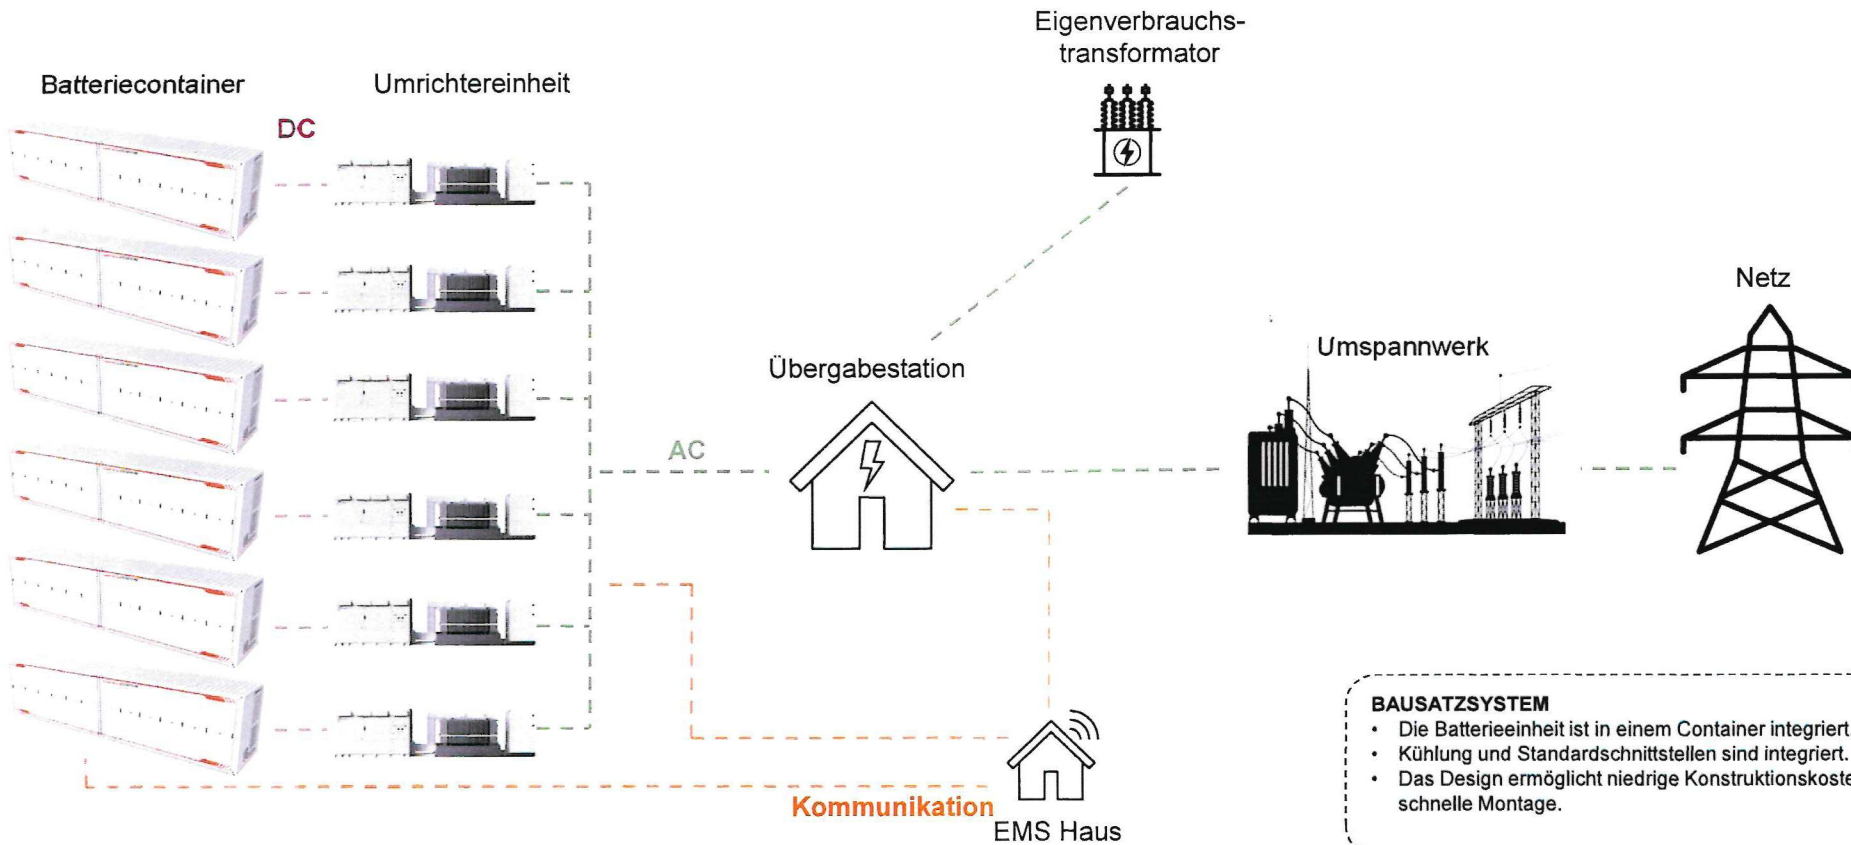 Eigenverbrauchs-
transformator
Batteriecontainer
Umrichtereinheit
DC
Netz
Umspannwerk
Übergabestation
AC
BAUSATZSYSTEM
• Die Batterieeinheit ist in einem Container integriert.
• Kühlung und Standardschnittstellen sind integriert.
• Das Design ermöglicht niedrige Konstruktionskoste
schnelle Montage.
Kommunikation
EMS Haus